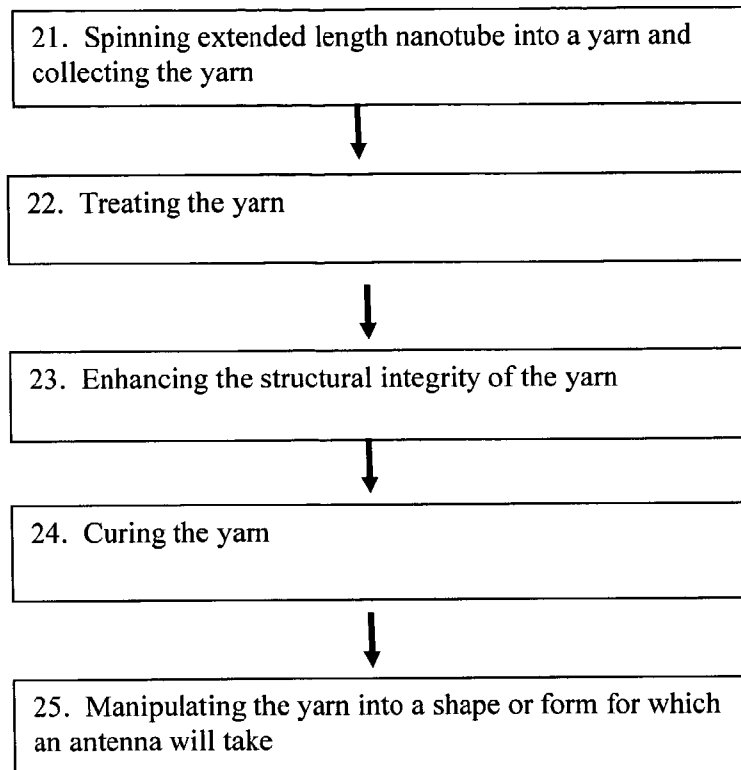 21. Spinning extended length nanotube into a yarn and
collecting the yarn
22. Treating the yarn
23. Enhancing the structural integrity of the yarn
24. Curing the yarn
25. Manipulating the yarn into a shape or form for which
an antenna will take